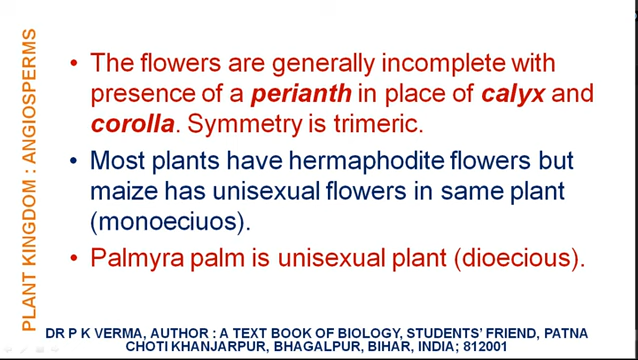 PLANT KINGDOM : ANGIOSPERMS
• The flowers are generally incomplete with
presence of a perianth in place of calyx and
corolla. Symmetry is trimeric.
• Most plants have hermaphodite flowers but
maize has unisexual flowers in same plant
(monoeciuos).
• Palmyra palm is unisexual plant (dioecious).
DR P K VERMA, AUTHOR : A TEXT BOOK OF BIOLOGY, STUDENTS' FRIEND, PATNA
CHOTI KHANJARPUR, BHAGALPUR, BIHAR, INDIA; 812001